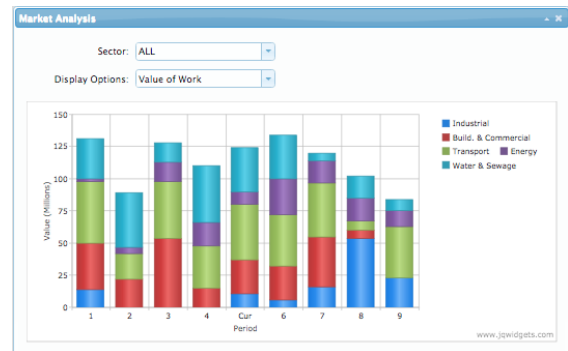 Market Analysis
Sector: ALL
Display Options: Value of Work
150
125
100
75
50
25
0
Value (Millions)
1 2 3 4 Cur 6 7 8 9
Period
Industrial
Build. & Commercial
Transport Energy
Water & Sewage
www.jqwidgets.com